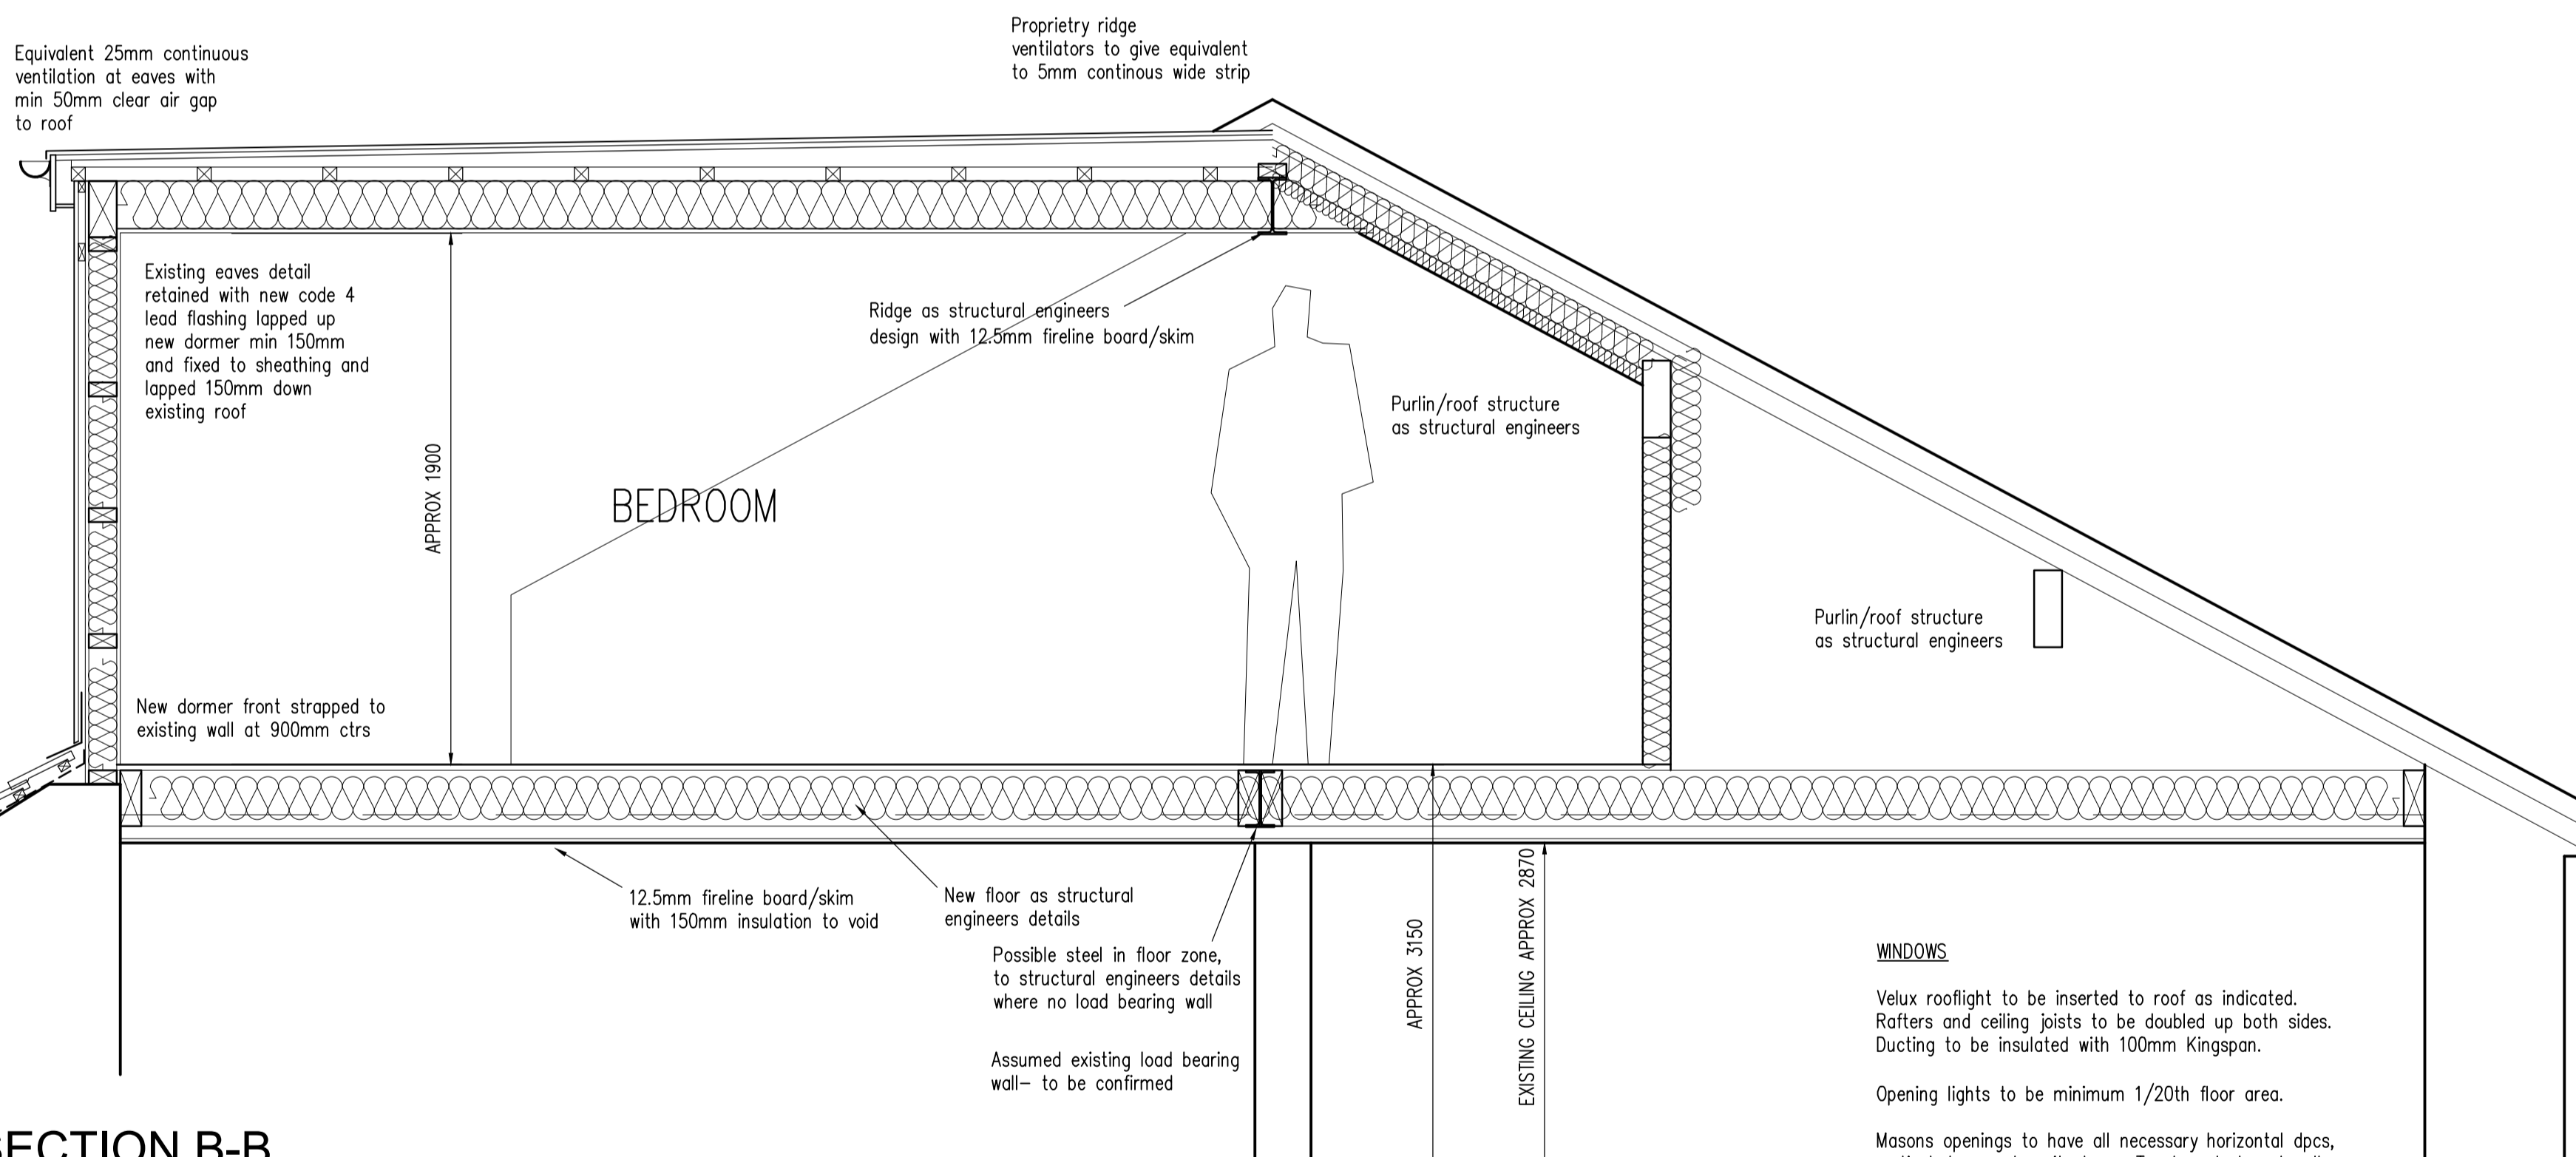 Equivalent 25mm continuous
ventilation at eaves with
min 50mm clear air gap
to roof
Proprietry ridge
ventilators to give equivalent
to 5mm continous wide strip
Existing eaves detail
retained with new code 4
lead flashing lapped up
new dormer min 150mm
and fixed to sheathing and
lapped 150mm down
existing roof
APPROX 1900
Ridge as structural engineers
design with 12.5mm fireline board/skim
BEDROOM
Purlin/roof structure
as structural engineers
Purlin/roof structure
as structural engineers
New dormer front strapped to
existing wall at 900mm ctrs
12.5mm fireline board/skim
with 150mm insulation to void
New floor as structural
engineers details
Possible steel in floor zone,
to structural engineers details
where no load bearing wall
Assumed existing load bearing
wall- to be confirmed
APPROX 3150
EXISTING CEILING APPROX 2870
WINDOWS
Velux rooflight to be inserted to roof as indicated.
Rafters and ceiling joists to be doubled up both sides.
Ducting to be insulated with 100mm Kingspan.
Opening lights to be minimum 1/20th floor area.
Masons openings to have all necessary horizontal dpcs,
SECTION B-B